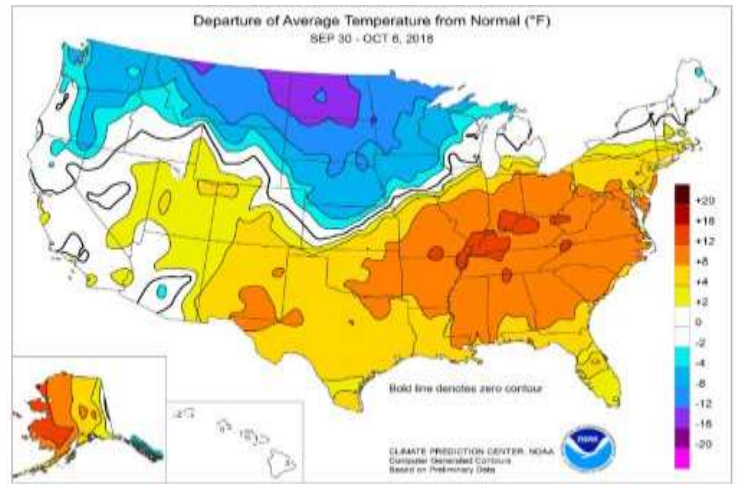 Departure of Average Temperature from Normal (°F)
SEP 30 - OCT 6, 2018
+20
+16
+12
+8
+4
+2
0
-2
-4
-8
-12
-16
-20
Bold line denotes zero contour
CLIMATE PREDICTION CENTER, NOAA
Computer Generated Contours
Based on Preliminary Data
NOAA